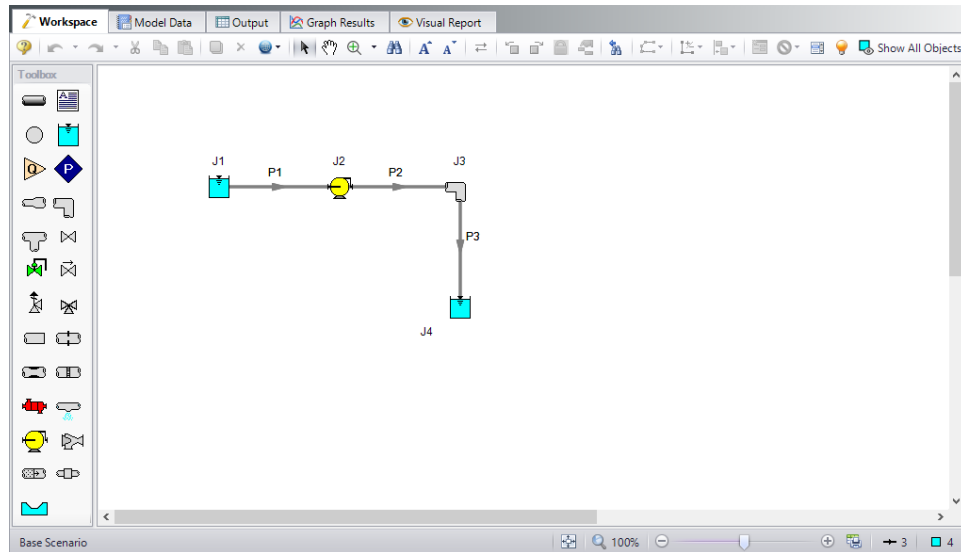 Workspace Model Data Output Graph Results Visual Report
A A Show All Objects
Toolbox
A
Q P
J1 P1 J2 P2 J3
P3
J4
Base Scenario 100% 3 4